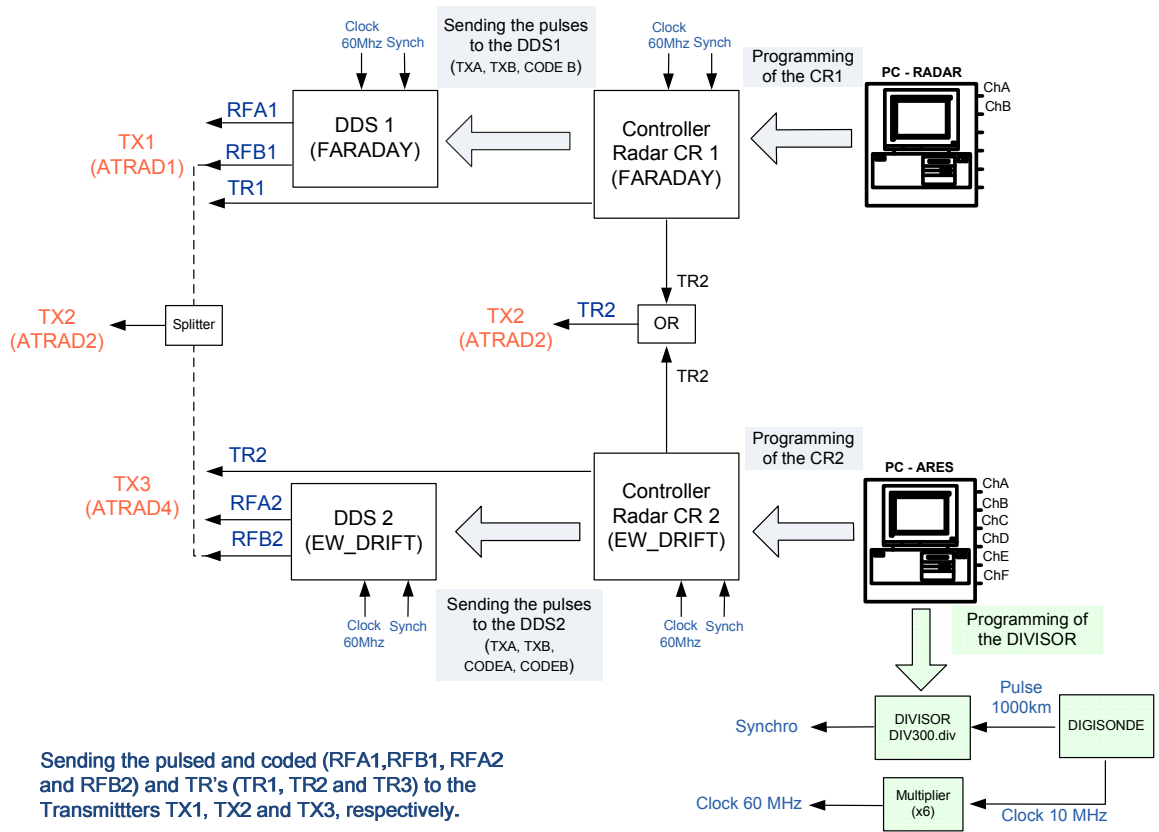 Clock
60Mhz Synch
Sending the pulses
to the DDS1
(TXA, TXB, CODE B)
Clock
60Mhz Synch
Programming
of the CR1
PC - RADAR
ChA
ChB
RFA1
TX1
(ATRAD1)
RFB1
TR1
DDS 1
(FARADAY)
Controller
Radar CR 1
(FARADAY)
TR2
TX2
(ATRAD2)
Splitter
TX2
(ATRAD2)
TR2
OR
TR2
Programming
of the CR2
PC - ARES
ChA
ChB
ChC
ChD
ChE
ChF
TR2
TX3
(ATRAD4)
RFA2
RFB2
DDS 2
(EW_DRIFT)
Controller
Radar CR 2
(EW_DRIFT)
Clock
60Mhz
Synch
Sending the pulses
to the DDS2
(TXA, TXB,
CODEA, CODEB)
Clock
60Mhz
Synch
Programming of
the DIVISOR
Synchro
DIVISOR
DIV300.div
Pulse
1000km
DIGISONDE
Clock 60 MHz
Multiplier
(x6)
Clock 10 MHz
Sending the pulsed and coded (RFA1,RFB1, RFA2
and RFB2) and TR's (TR1, TR2 and TR3) to the
Transmittters TX1, TX2 and TX3, respectively.